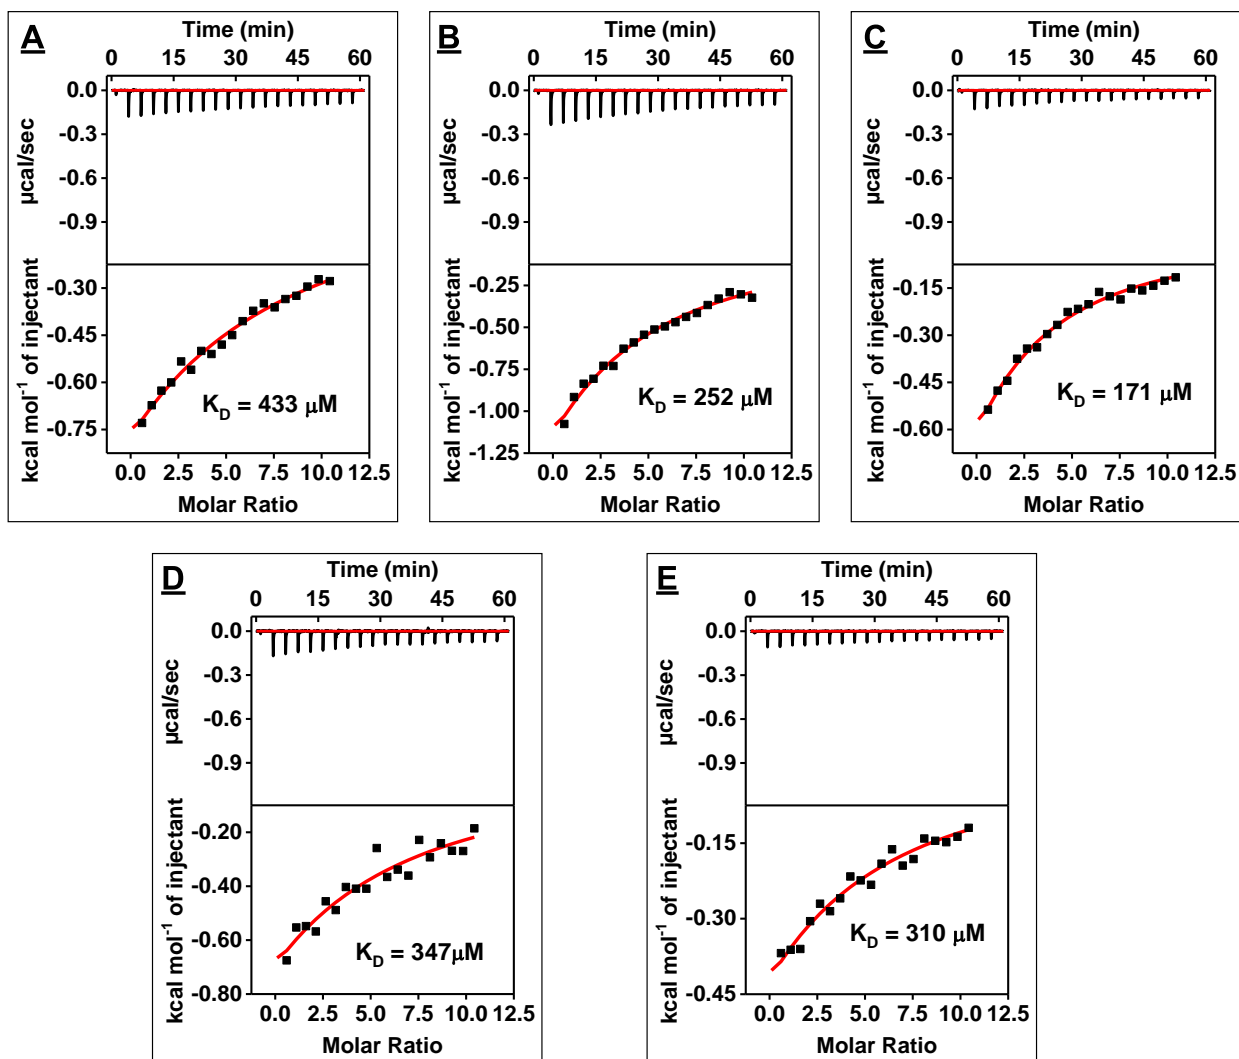 A
Time (min)
0 15 30 45 60
µcal/sec
0.0
-0.3
-0.6
-0.9
kcal mol-1 of injectant
-0.30
-0.45
-0.60
-0.75
KD = 433 µM
0.0 2.5 5.0 7.5 10.0 12.5
Molar Ratio
B
Time (min)
0 15 30 45 60
µcal/sec
0.0
-0.3
-0.6
-0.9
kcal mol-1 of injectant
-0.25
-0.50
-0.75
-1.00
-1.25
KD = 252 µM
0.0 2.5 5.0 7.5 10.0 12.5
Molar Ratio
C
Time (min)
0 15 30 45 60
µcal/sec
0.0
-0.3
-0.6
-0.9
kcal mol-1 of injectant
-0.15
-0.30
-0.45
-0.60
KD = 171 µM
0.0 2.5 5.0 7.5 10.0 12.5
Molar Ratio
D
Time (min)
0 15 30 45 60
µcal/sec
0.0
-0.3
-0.6
-0.9
kcal mol-1 of injectant
-0.20
-0.40
-0.60
-0.80
KD = 347µM
0.0 2.5 5.0 7.5 10.0 12.5
Molar Ratio
E
Time (min)
0 15 30 45 60
µcal/sec
0.0
-0.3
-0.6
-0.9
kcal mol-1 of injectant
-0.15
-0.30
-0.45
KD = 310 µM
0.0 2.5 5.0 7.5 10.0 12.5
Molar Ratio